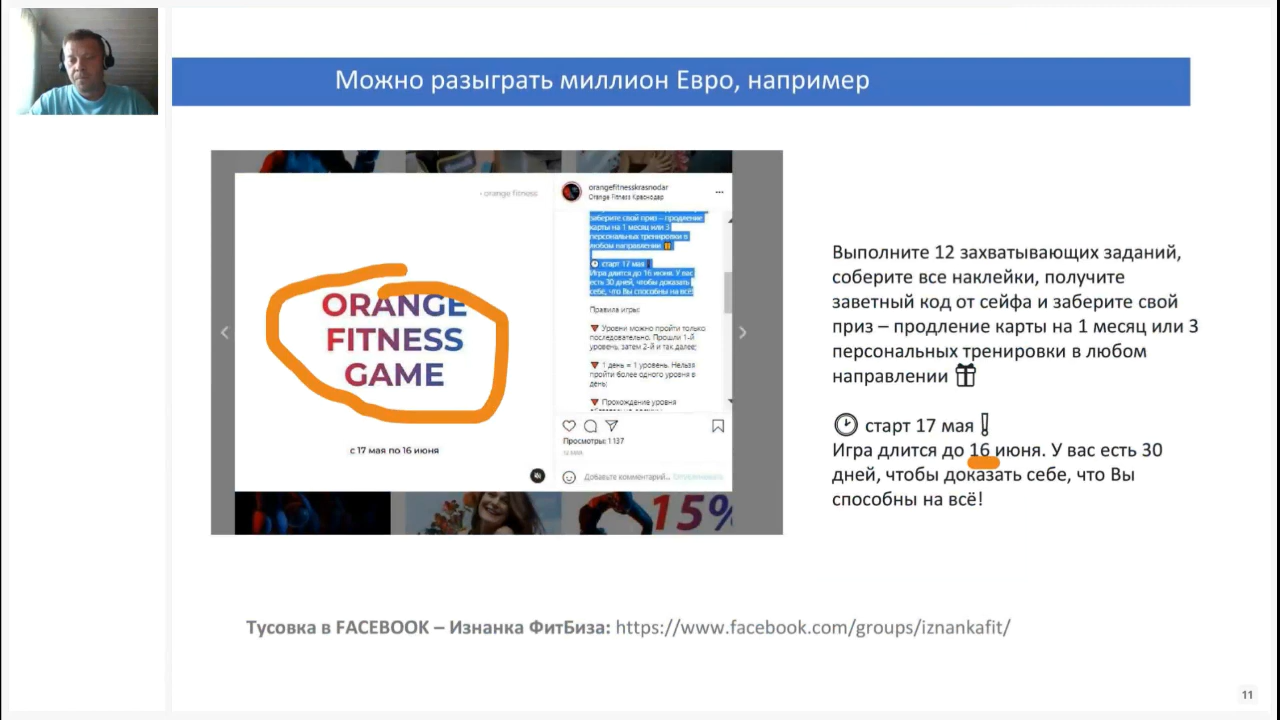 Можно разыграть миллион Евро, например
orange fitness
ORANGE
FITNESS
GAME
с 17 мая по 16 июня
orangefitnesskrasnodar
Orange Fitness Краснодар
заберите свой приз – продление
карты на 1 месяц или 3
персональных тренировки в
любом направлении
старт 17 мая
Игра длится до 16 июня. У вас
есть 30 дней, чтобы доказать
себе, что Вы способны на всё!
Правила игры:
Уровни можно пройти только
последовательно. Прошли 1-й
уровень, затем 2-й и так далее;
1 день = 1 уровень. Нельзя
пройти более одного уровня в
день;
Прохождение уровня
Просмотры: 1 137
Добавьте комментарий...
15%
Выполните 12 захватывающих заданий,
соберите все наклейки, получите
заветный код от сейфа и заберите свой
приз – продление карты на 1 месяц или 3
персональных тренировки в любом
направлении
старт 17 мая
Игра длится до 16 июня. У вас есть 30
дней, чтобы доказать себе, что Вы
способны на всё!
Тусовка в FACEBOOK – Изнанка ФитБиза: https://www.facebook.com/groups/iznankafit/
11